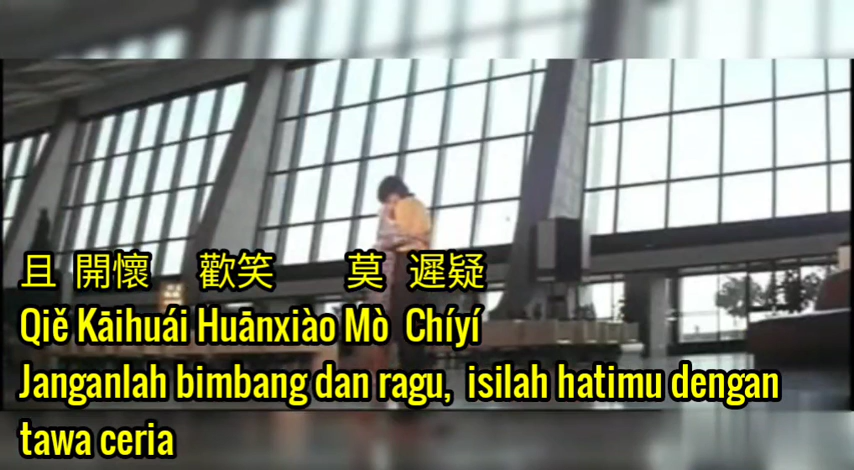 且 開懷 歡笑 莫 遲疑
Qiě Kāihuái Huānxiào Mò Chíyí
Janganlah bimbang dan ragu, isilah hatimu dengan
tawa ceria